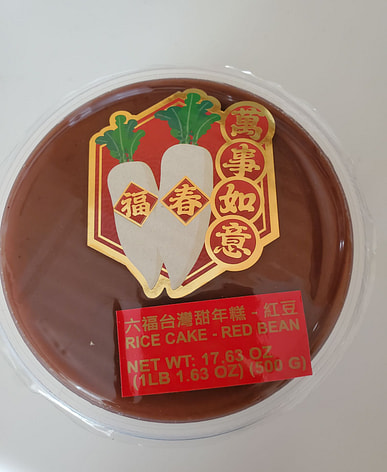 萬事如意
福 春
六福台灣甜年糕 - 紅豆
RICE CAKE - RED BEAN
NET WT: 17.63 OZ
(1LB 1.63 OZ) (500 G)